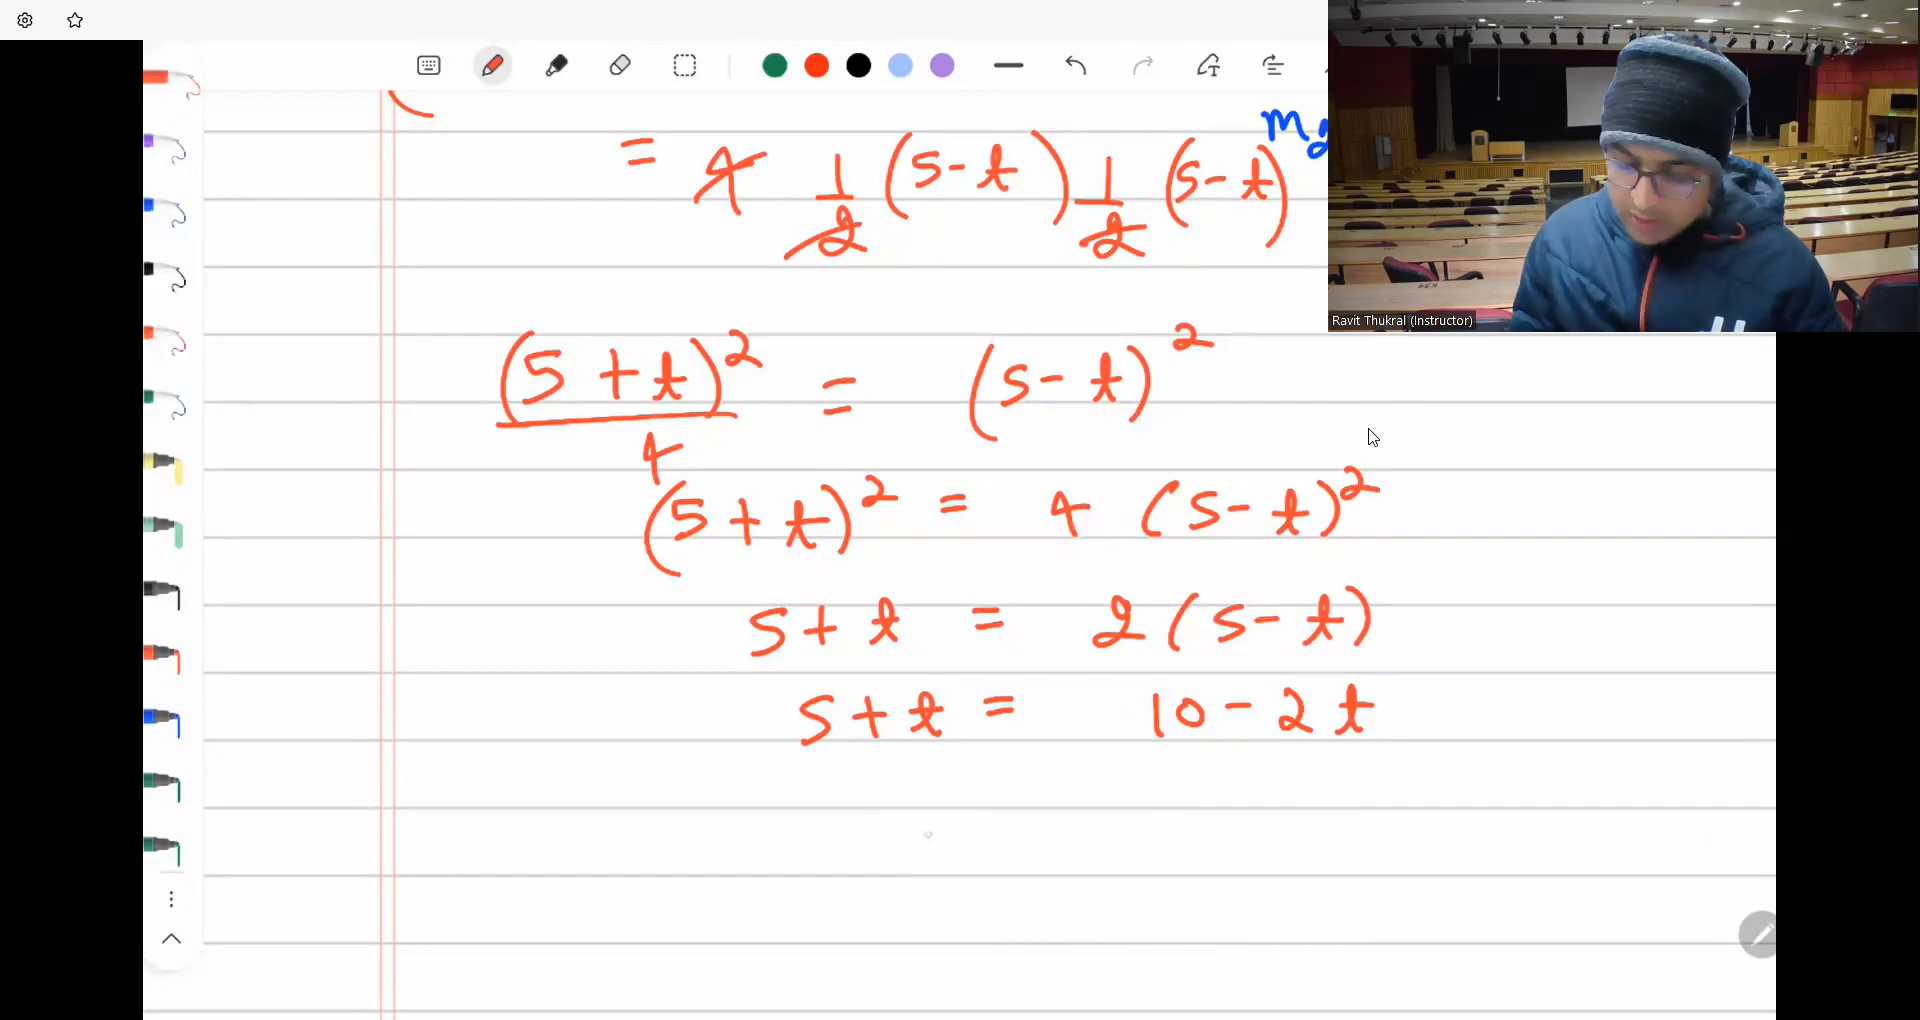 = 4 1/2 (5-t) 1/2 (5-t)
(5+t)²/4 = (5-t)²
(5+t)² = 4 (5-t)²
5+t = 2(5-t)
5+t = 10-2t
Ravit Thukral (Instructor)